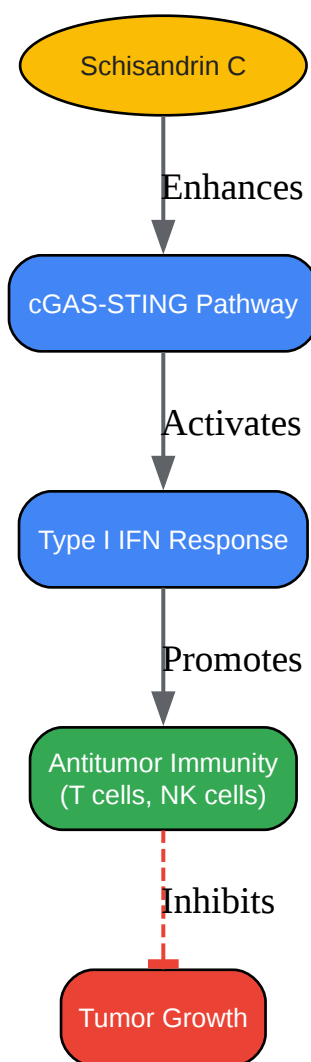 Schisandrin C
Enhances
cGAS-STING Pathway
Activates
Type I IFN Response
Promotes
Antitumor Immunity
(T cells, NK cells)
Inhibits
Tumor Growth